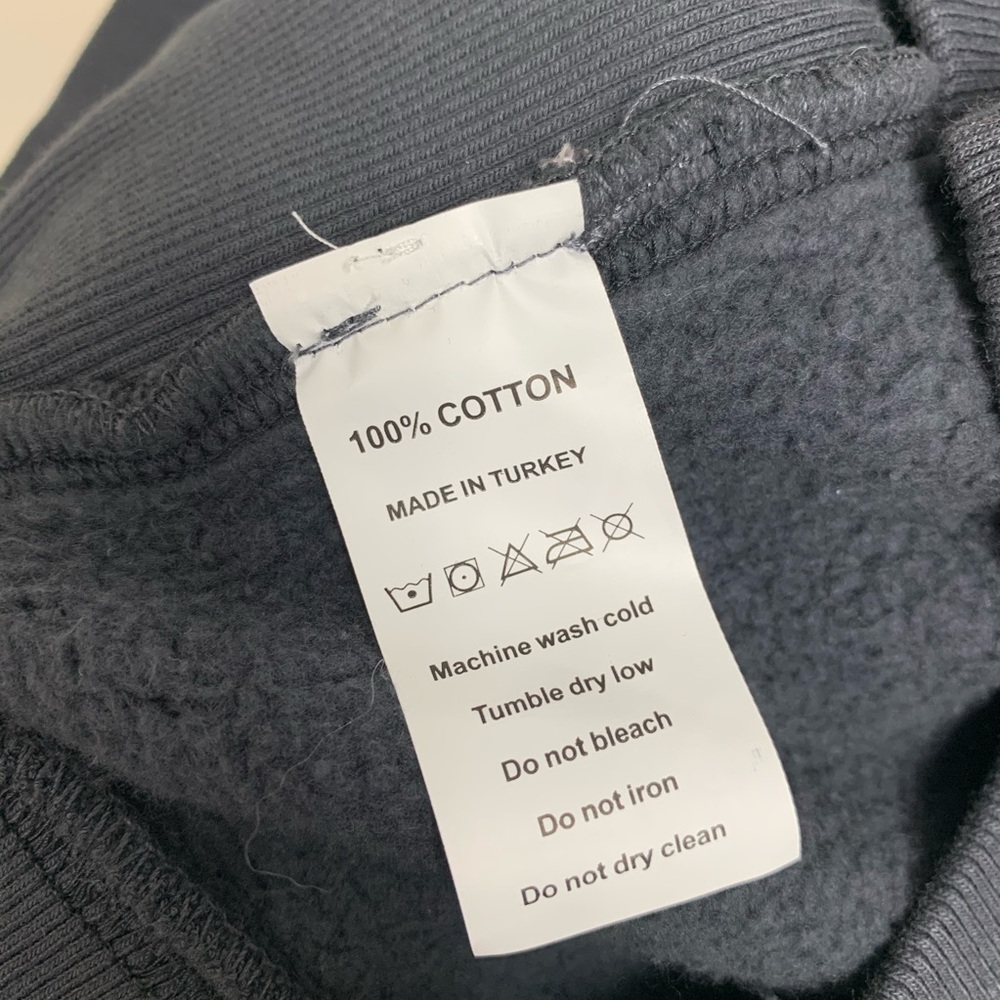 100% COTTON
MADE IN TURKEY
Machine wash cold
Tumble dry low
Do not bleach
Do not iron
Do not dry clean